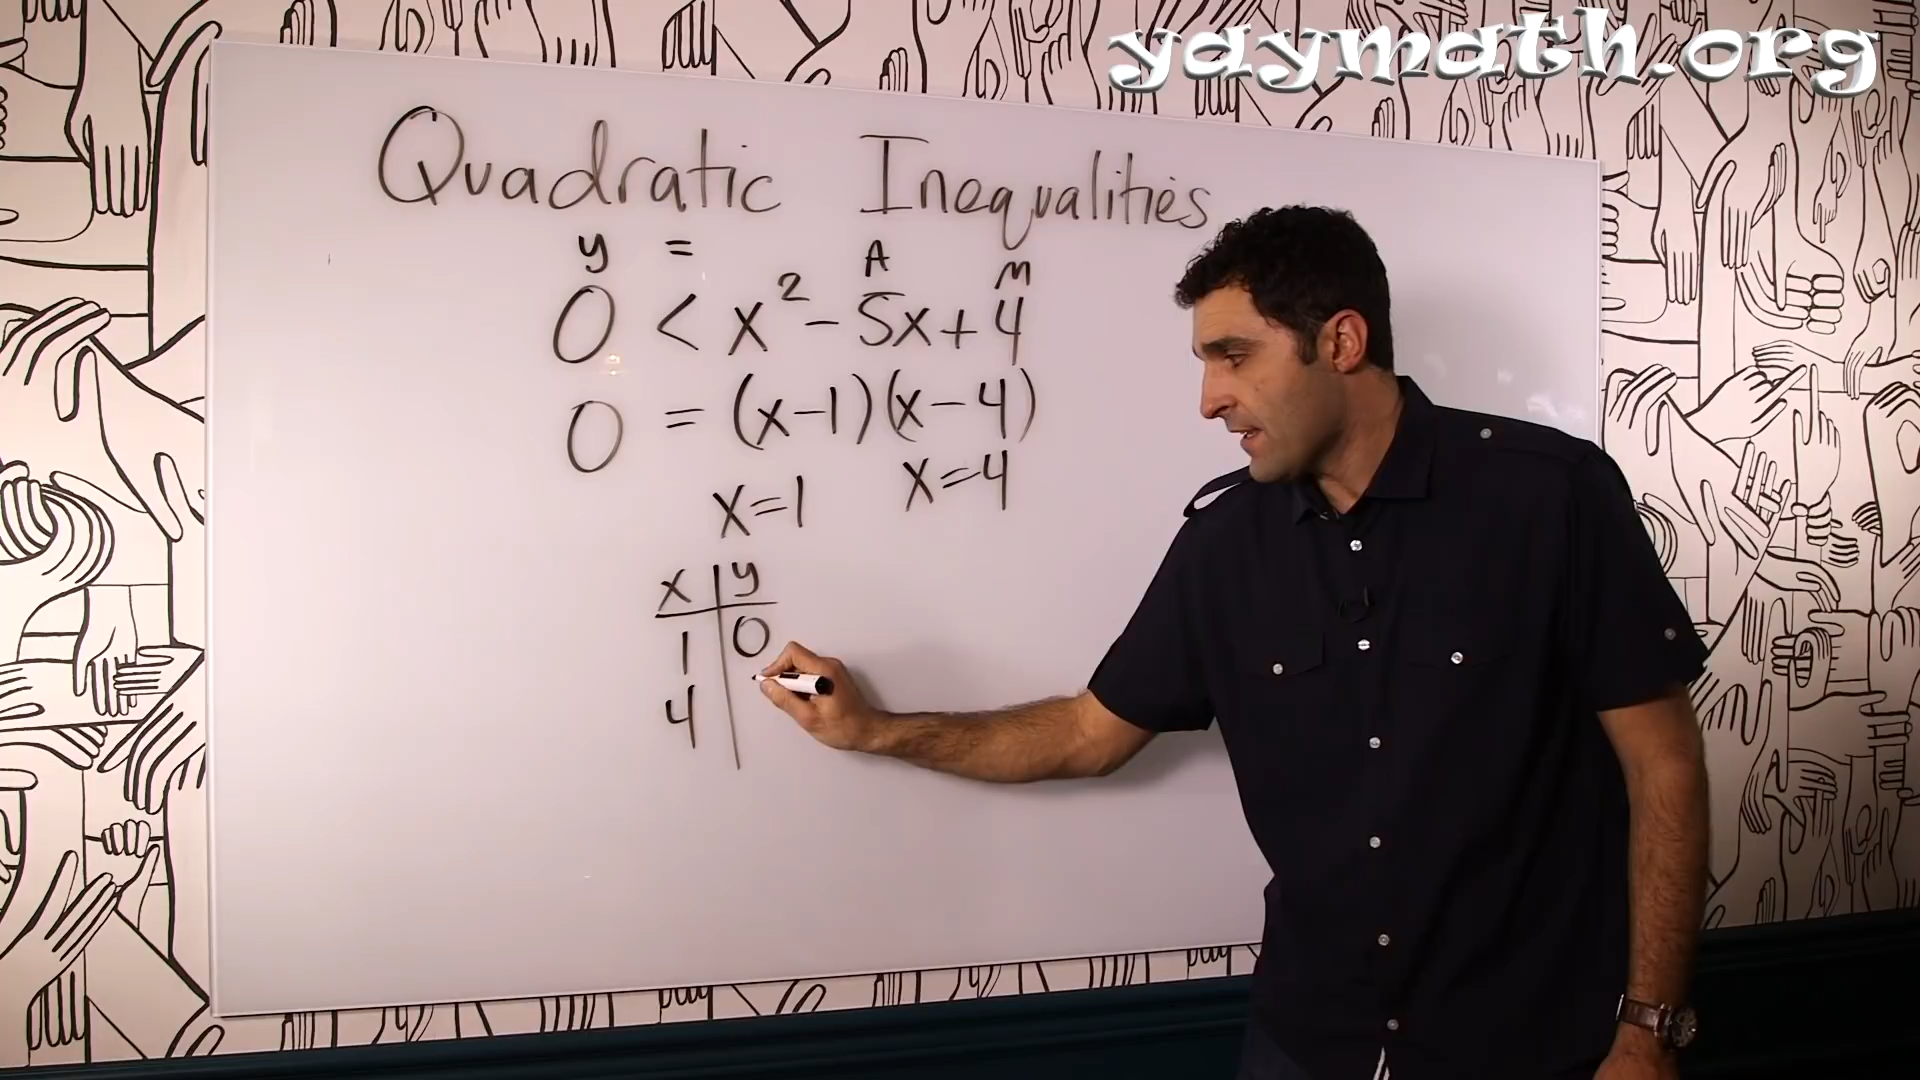 yaymath.org
Quadratic Inequalities
y =
A
M
0 < x² - 5x + 4
0 = (x-1)(x-4)
x=1 x=4
x y
1 0
4